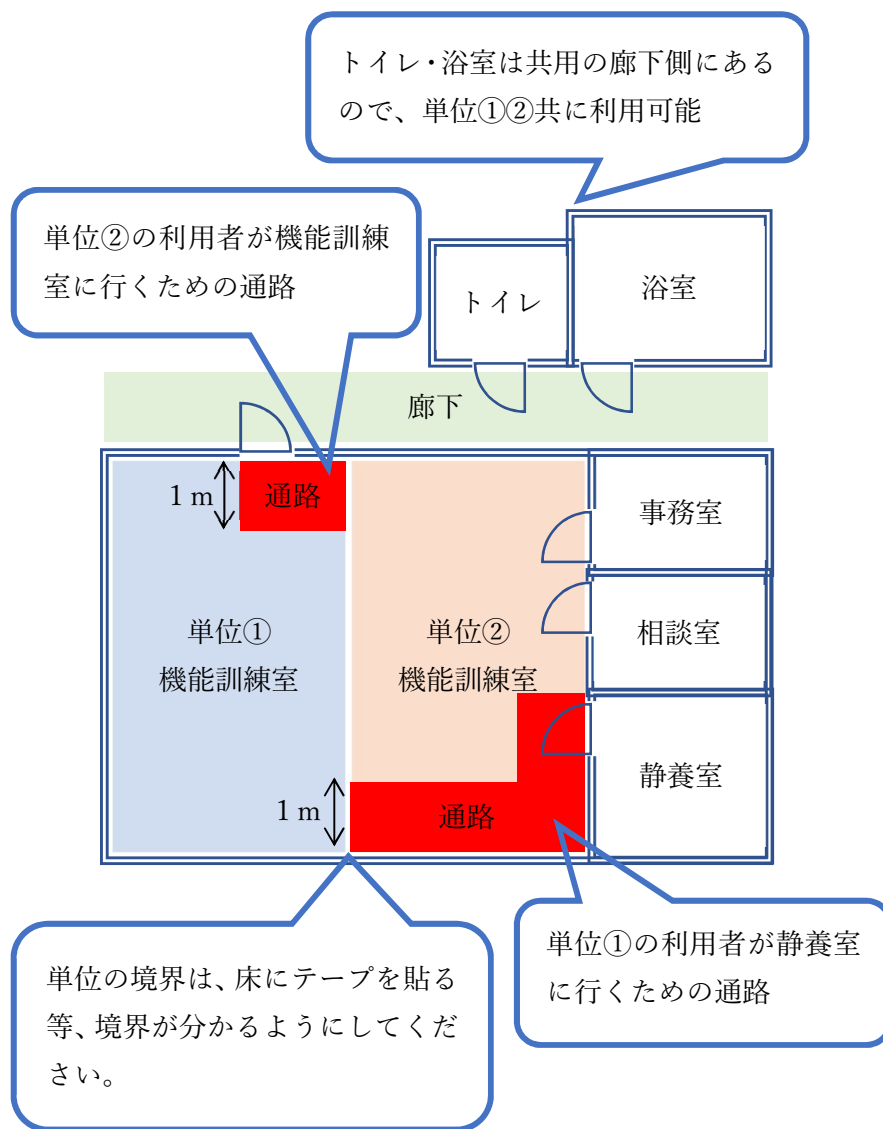 トイレ・浴室は共用の廊下側にある
ので、単位①②共に利用可能
単位②の利用者が機能訓練
室に行くための通路
トイレ
浴室
廊下
1 m
通路
事務室
単位①
機能訓練室
単位②
機能訓練室
相談室
静養室
1 m
通路
単位の境界は、床にテープを貼る
等、境界が分かるようにしてくだ
さい。
単位①の利用者が静養室
に行くための通路